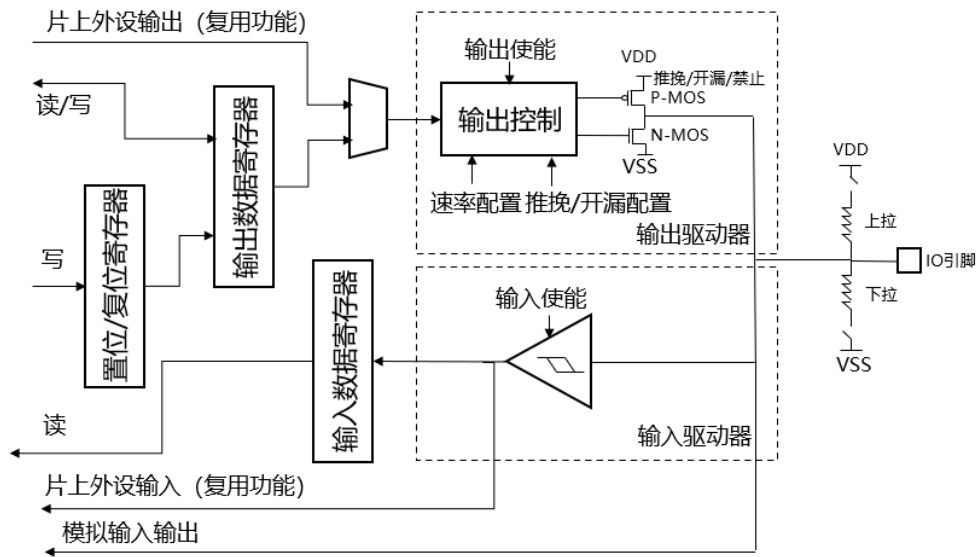 片上外设输出（复用功能）
读/写
写
置位/复位寄存器
输出数据寄存器
输出使能
输出控制
速率配置
推挽/开漏配置
VDD
推挽/开漏/禁止
P-MOS
N-MOS
VSS
输出驱动器
VDD
上拉
IO引脚
下拉
VSS
输入使能
输入驱动器
输入数据寄存器
读
片上外设输入（复用功能）
模拟输入输出